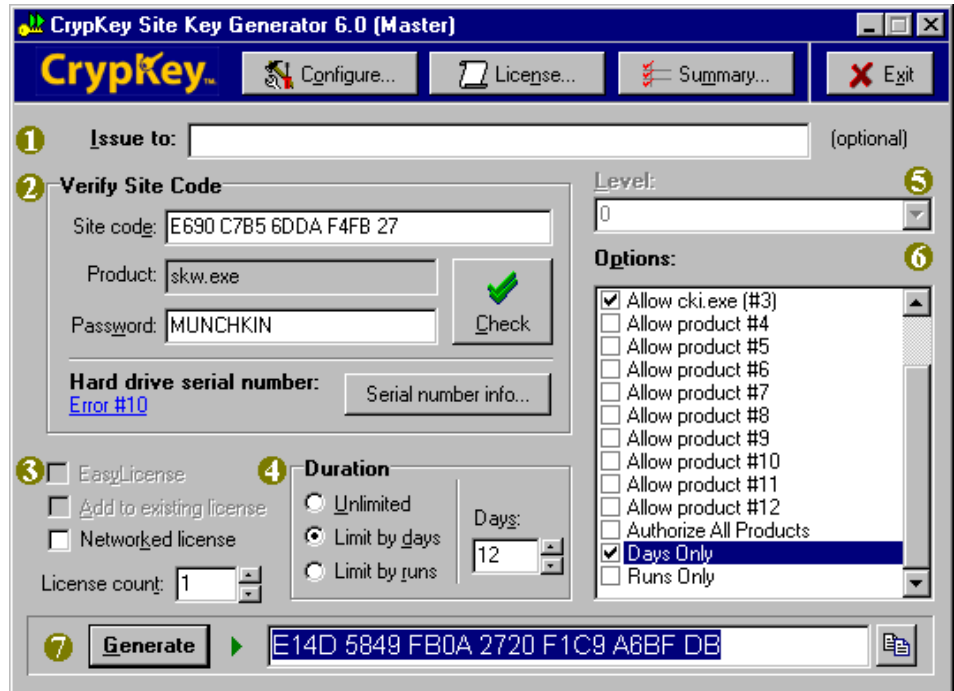 CrypKey Site Key Generator 6.0 (Master)
CrypKey™ Configure... License... Summary... Exit
1 Issue to: (optional)
2 Verify Site Code
Site code: E690 C7B5 6DDA F4FB 27
Product: skw.exe
Password: MUNCHKIN
Check
Hard drive serial number:
Error #10
Serial number info...
Level: 5
0
Options: 6
Allow cki.exe (#3)
Allow product #4
Allow product #5
Allow product #6
Allow product #7
Allow product #8
Allow product #9
Allow product #10
Allow product #11
Allow product #12
Authorize All Products
Days Only
Runs Only
3 EasyLicense
Add to existing license
Networked license
License count: 1
4 Duration
Unlimited
Limit by days
Limit by runs
Days:
12
7 Generate E14D 5849 FB0A 2720 F1C9 A6BF DB